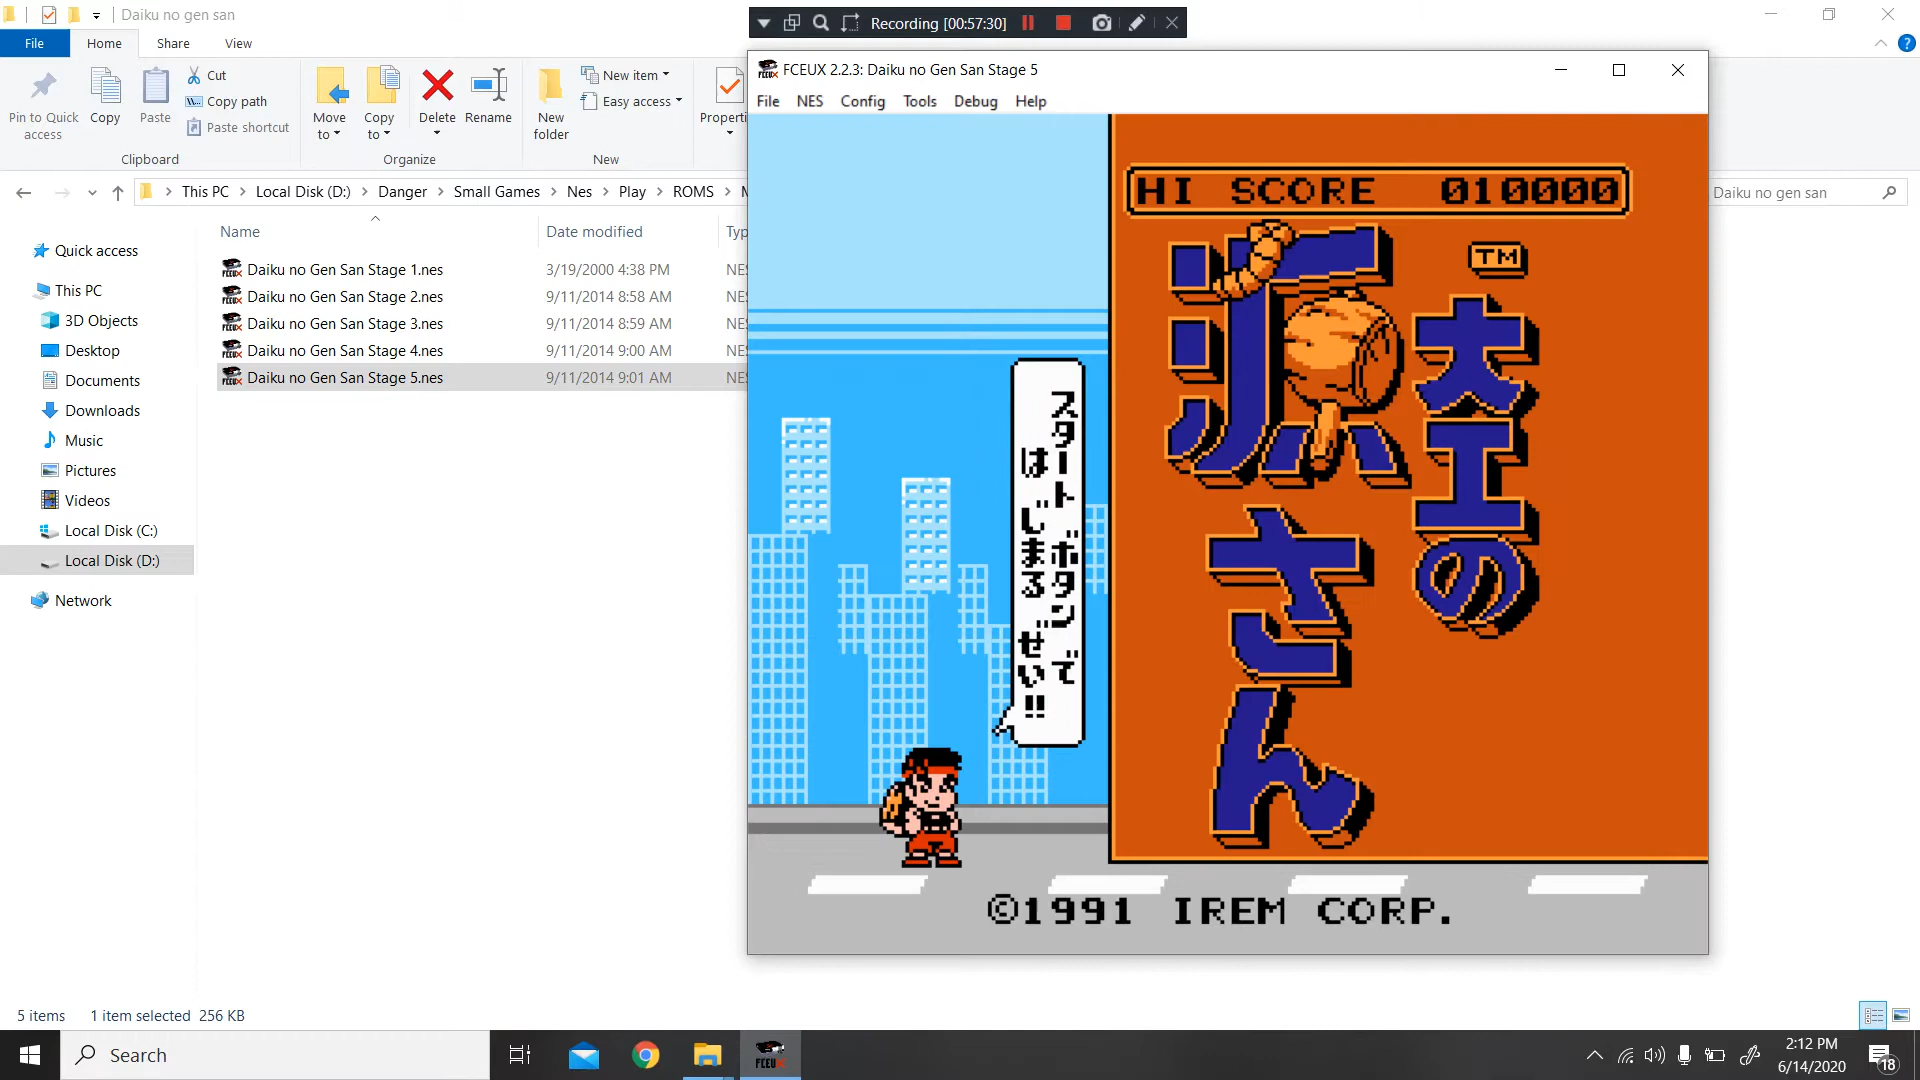 Daiku no gen san
File
Home
Share
View
Pin to Quick access
Copy
Paste
Cut
Copy path
Paste shortcut
Clipboard
Move to
Copy to
Delete
Rename
Organize
New folder
New item
Easy access
New
Properti
This PC
Local Disk (D:)
Danger
Small Games
Nes
Play
ROMS
M
Daiku no gen san
Name
Date modified
Typ
Daiku no Gen San Stage 1.nes 3/19/2000 4:38 PM NES
Daiku no Gen San Stage 2.nes 9/11/2014 8:58 AM NES
Daiku no Gen San Stage 3.nes 9/11/2014 8:59 AM NES
Daiku no Gen San Stage 4.nes 9/11/2014 9:00 AM NES
Daiku no Gen San Stage 5.nes 9/11/2014 9:01 AM NES
Quick access
This PC
3D Objects
Desktop
Documents
Downloads
Music
Pictures
Videos
Local Disk (C:)
Local Disk (D:)
Network
5 items 1 item selected 256 KB
Recording [00:57:30]
FCEUX 2.2.3: Daiku no Gen San Stage 5
File NES Config Tools Debug Help
HI SCORE 010000
TM
大工の
源さん
スタートボタンで
はじまるぜい!!
©1991 IREM CORP.
Search
FCEUX
2:12 PM
6/14/2020
18